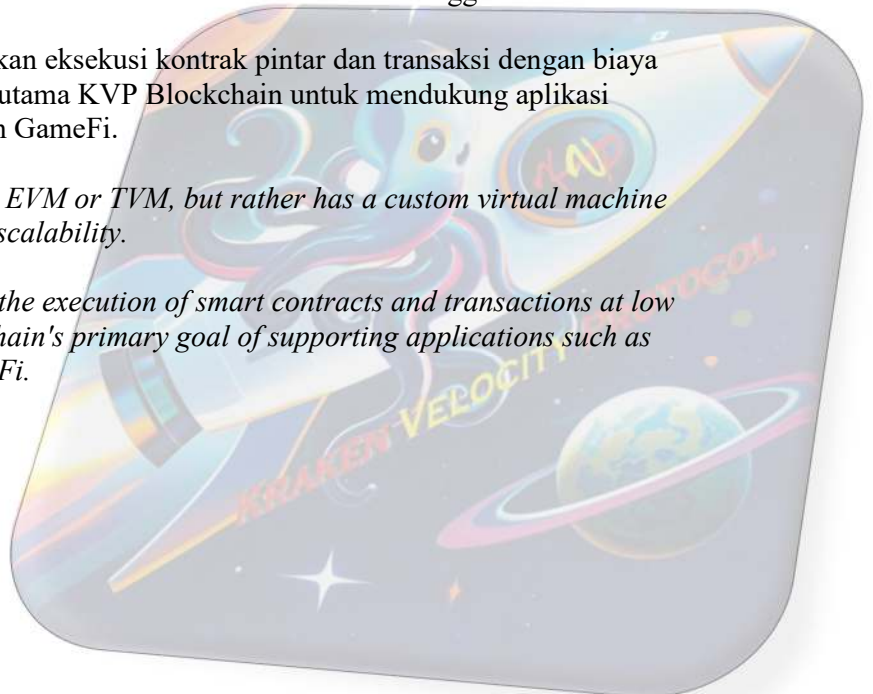 kan eksekusi kontrak pintar dan transaksi dengan biaya
utama KVP Blockchain untuk mendukung aplikasi
n GameFi.
EVM or TVM, but rather has a custom virtual machine
scalability.
the execution of smart contracts and transactions at low
hain's primary goal of supporting applications such as
Fi.
KRAKEN VELOCITY PROTOCOL